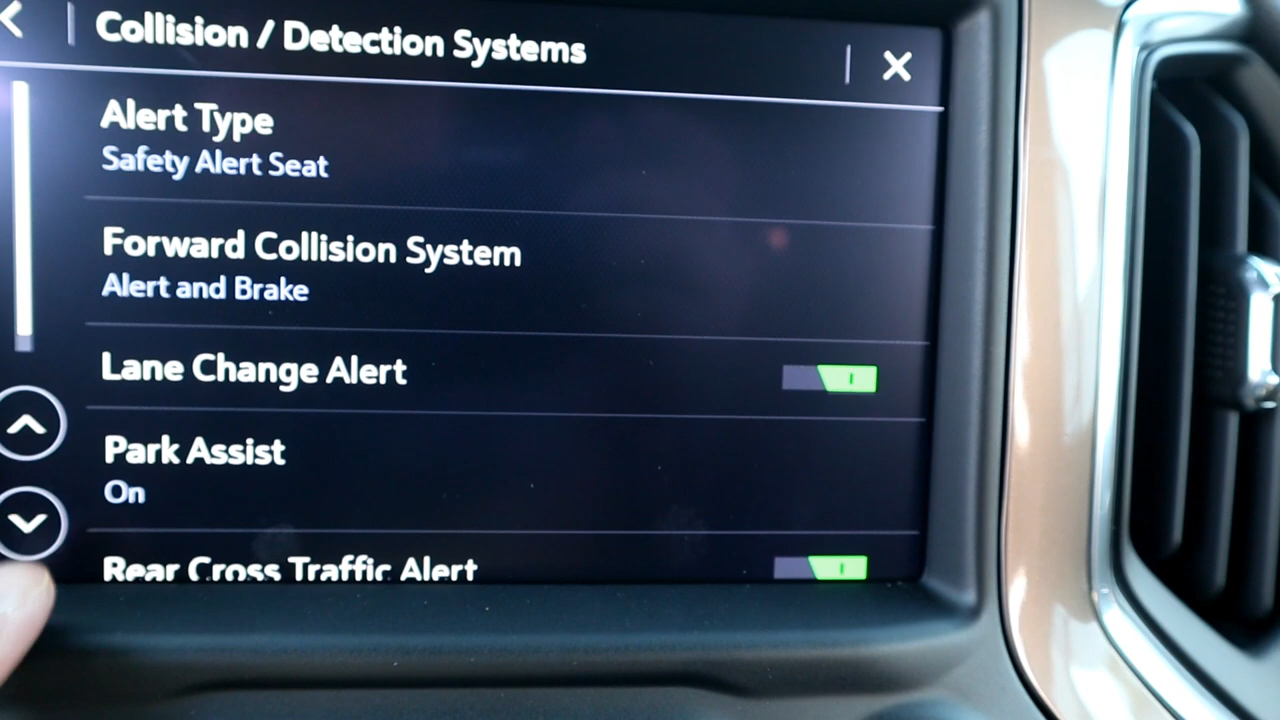 Collision / Detection Systems
Alert Type
Safety Alert Seat
Forward Collision System
Alert and Brake
Lane Change Alert
Park Assist
On
Rear Cross Traffic Alert